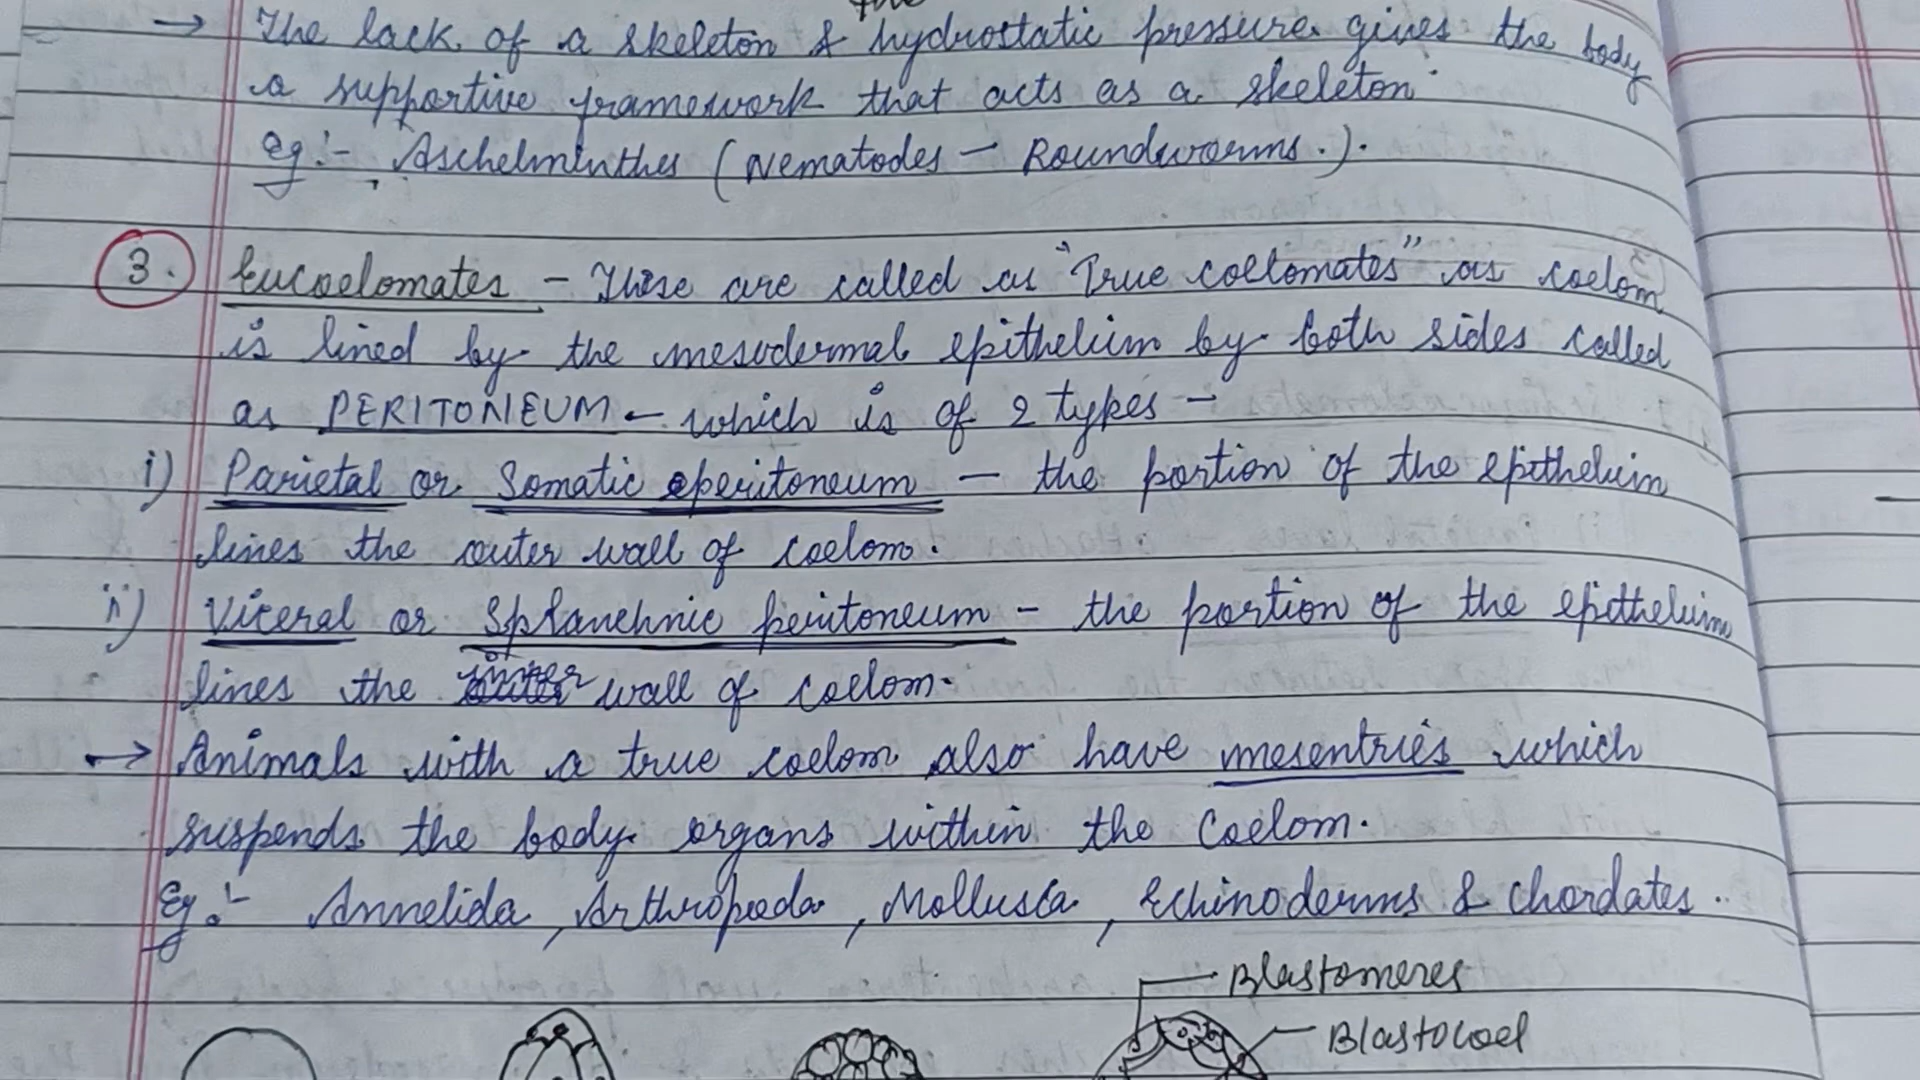 → The lack of a skeleton & hydrostatic pressure gives the body
a supportive framework that acts as a skeleton.
eg:- Aschelminthes (Nematodes - Roundworms.).
3. Eucoelomates - These are called as "True coelomates" as coelom
is lined by the mesodermal epithelium by both sides called
as PERITONEUM - which is of 2 types -
i) Parietal or Somatic peritoneum - the portion of the epithelium
lines the outer wall of coelom.
ii) Viceral or Splanchnic peritoneum - the portion of the epithelium
lines the inner wall of coelom.
→ Animals with a true coelom also have mesentries which
suspends the body organs within the Coelom.
Eg:- Annelida, Arthropoda, Mollusca, Echinoderms & chordates.
Blastomeres
Blastocoel